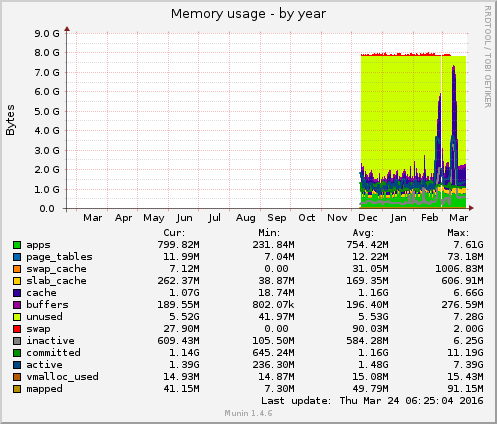 Memory usage - by year
RRDTOOL / TOBI OETIKER
Bytes
9.0 G
8.0 G
7.0 G
6.0 G
5.0 G
4.0 G
3.0 G
2.0 G
1.0 G
0.0
Mar Apr May Jun Jul Aug Sep Oct Nov Dec Jan Feb Mar
Cur: Min: Avg: Max:
apps 799.82M 231.84M 754.42M 7.61G
page_tables 11.99M 7.04M 12.22M 73.18M
swap_cache 7.12M 0.00 31.05M 1006.83M
slab_cache 262.37M 38.87M 169.35M 606.91M
cache 1.07G 18.74M 1.16G 6.66G
buffers 189.55M 802.07k 196.40M 276.59M
unused 5.52G 41.97M 5.53G 7.28G
swap 27.90M 0.00 90.03M 2.00G
inactive 609.43M 105.50M 584.28M 6.25G
committed 1.14G 645.24M 1.16G 11.19G
active 1.39G 236.30M 1.48G 7.39G
vmalloc_used 14.93M 14.87M 15.08M 15.43M
mapped 41.15M 7.30M 49.79M 91.15M
Last update: Thu Mar 24 06:25:04 2016
Munin 1.4.6